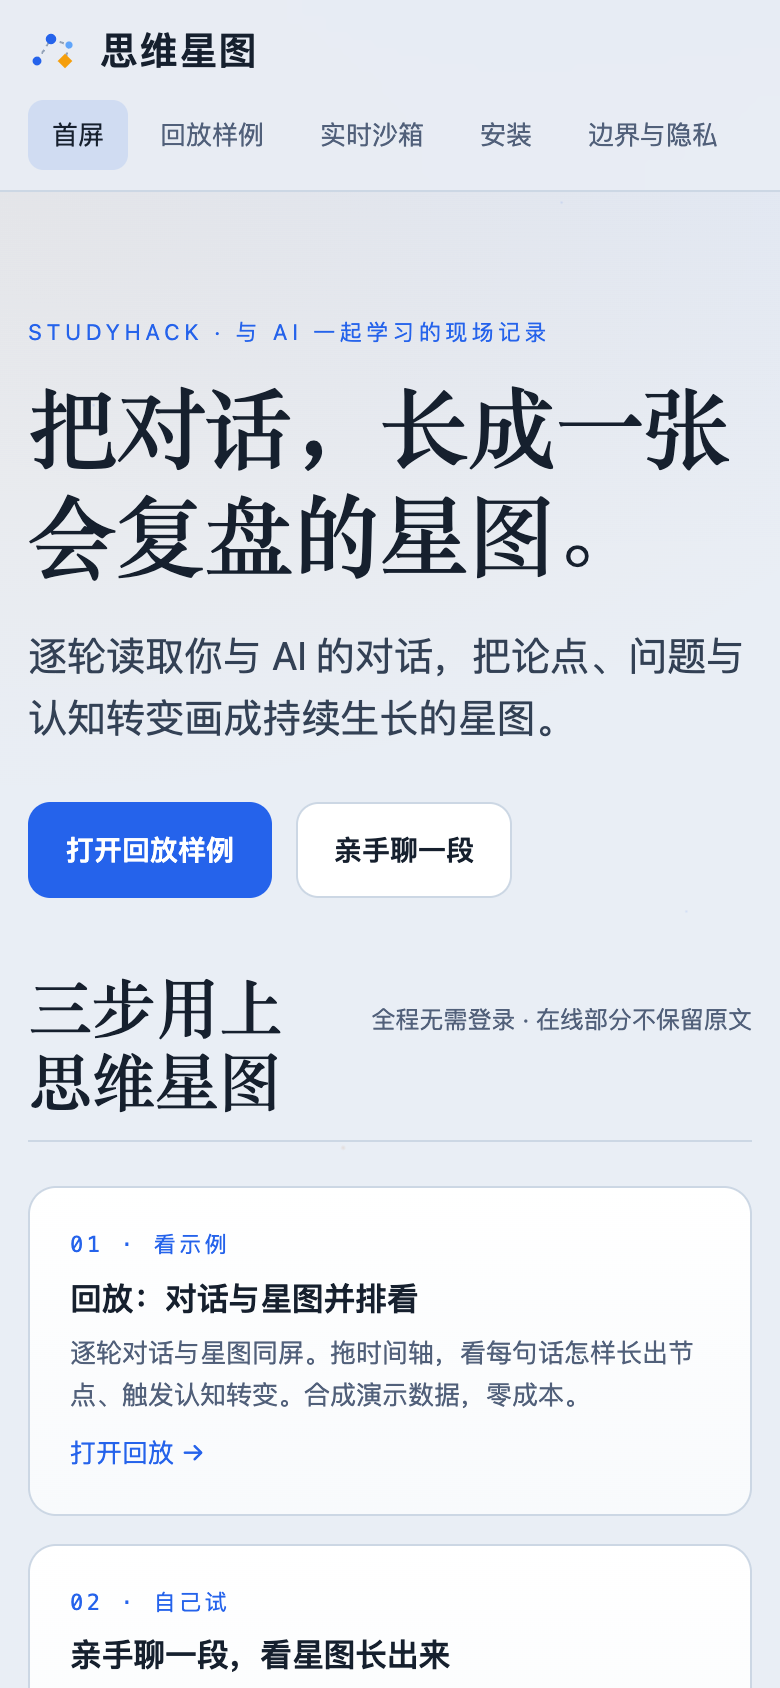 思维星图
首屏 回放样例 实时沙箱 安装 边界与隐私
STUDYHACK · 与 AI 一起学习的现场记录
把对话，长成一张
会复盘的星图。
逐轮读取你与 AI 的对话，把论点、问题与
认知转变画成持续生长的星图。
打开回放样例 亲手聊一段
三步用上
思维星图
全程无需登录 · 在线部分不保留原文
01 · 看示例
回放：对话与星图并排看
逐轮对话与星图同屏。拖时间轴，看每句话怎样长出节
点、触发认知转变。合成演示数据，零成本。
打开回放 →
02 · 自己试
亲手聊一段，看星图长出来